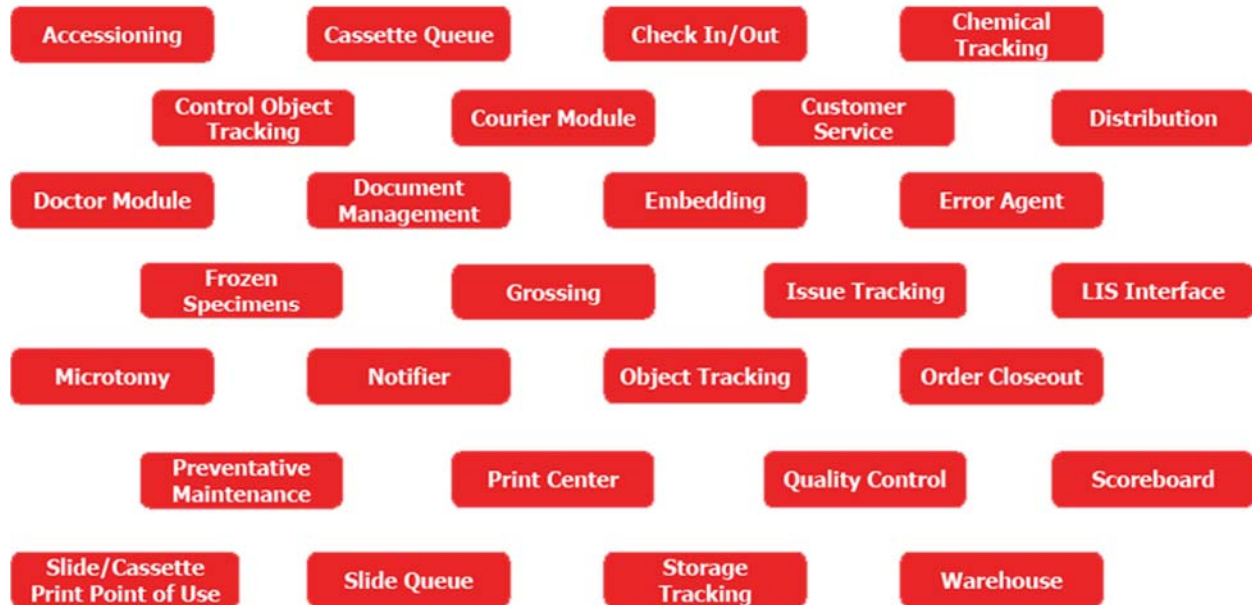 Accessioning
Cassette Queue
Check In/Out
Chemical
Tracking
Control Object
Tracking
Courier Module
Customer
Service
Distribution
Doctor Module
Document
Management
Embedding
Error Agent
Frozen
Specimens
Grossing
Issue Tracking
LIS Interface
Microtomy
Notifier
Object Tracking
Order Closeout
Preventative
Maintenance
Print Center
Quality Control
Scoreboard
Slide/Cassette
Print Point of Use
Slide Queue
Storage
Tracking
Warehouse